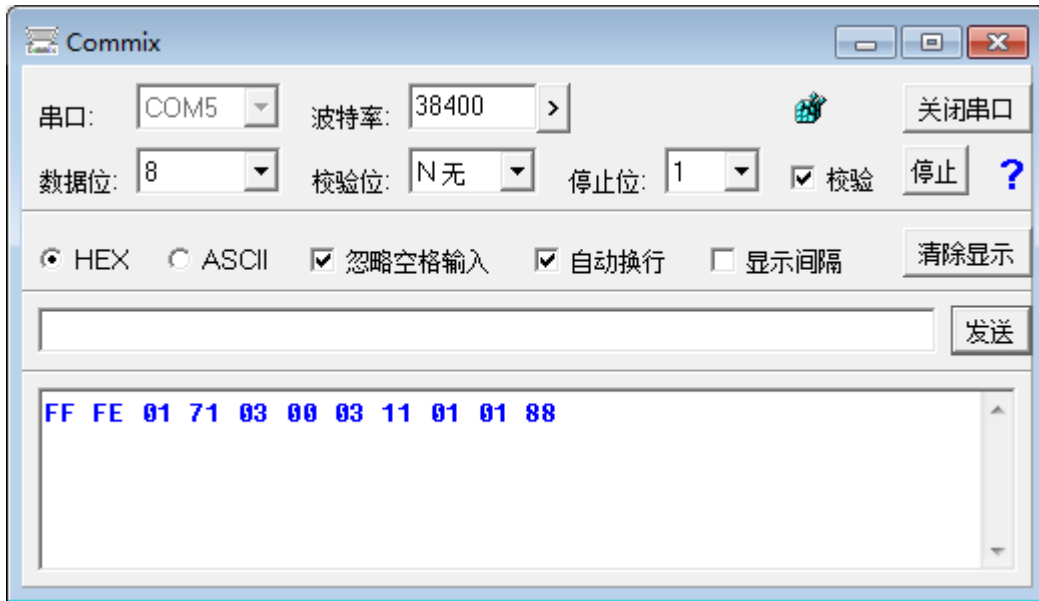 Commix
串口: COM5 波特率: 38400 > 关闭串口
数据位: 8 校验位: N 无 停止位: 1 校验 停止 ?
HEX ASCII 忽略空格输入 自动换行 显示间隔 清除显示
发送
FF FE 01 71 03 00 03 11 01 01 88